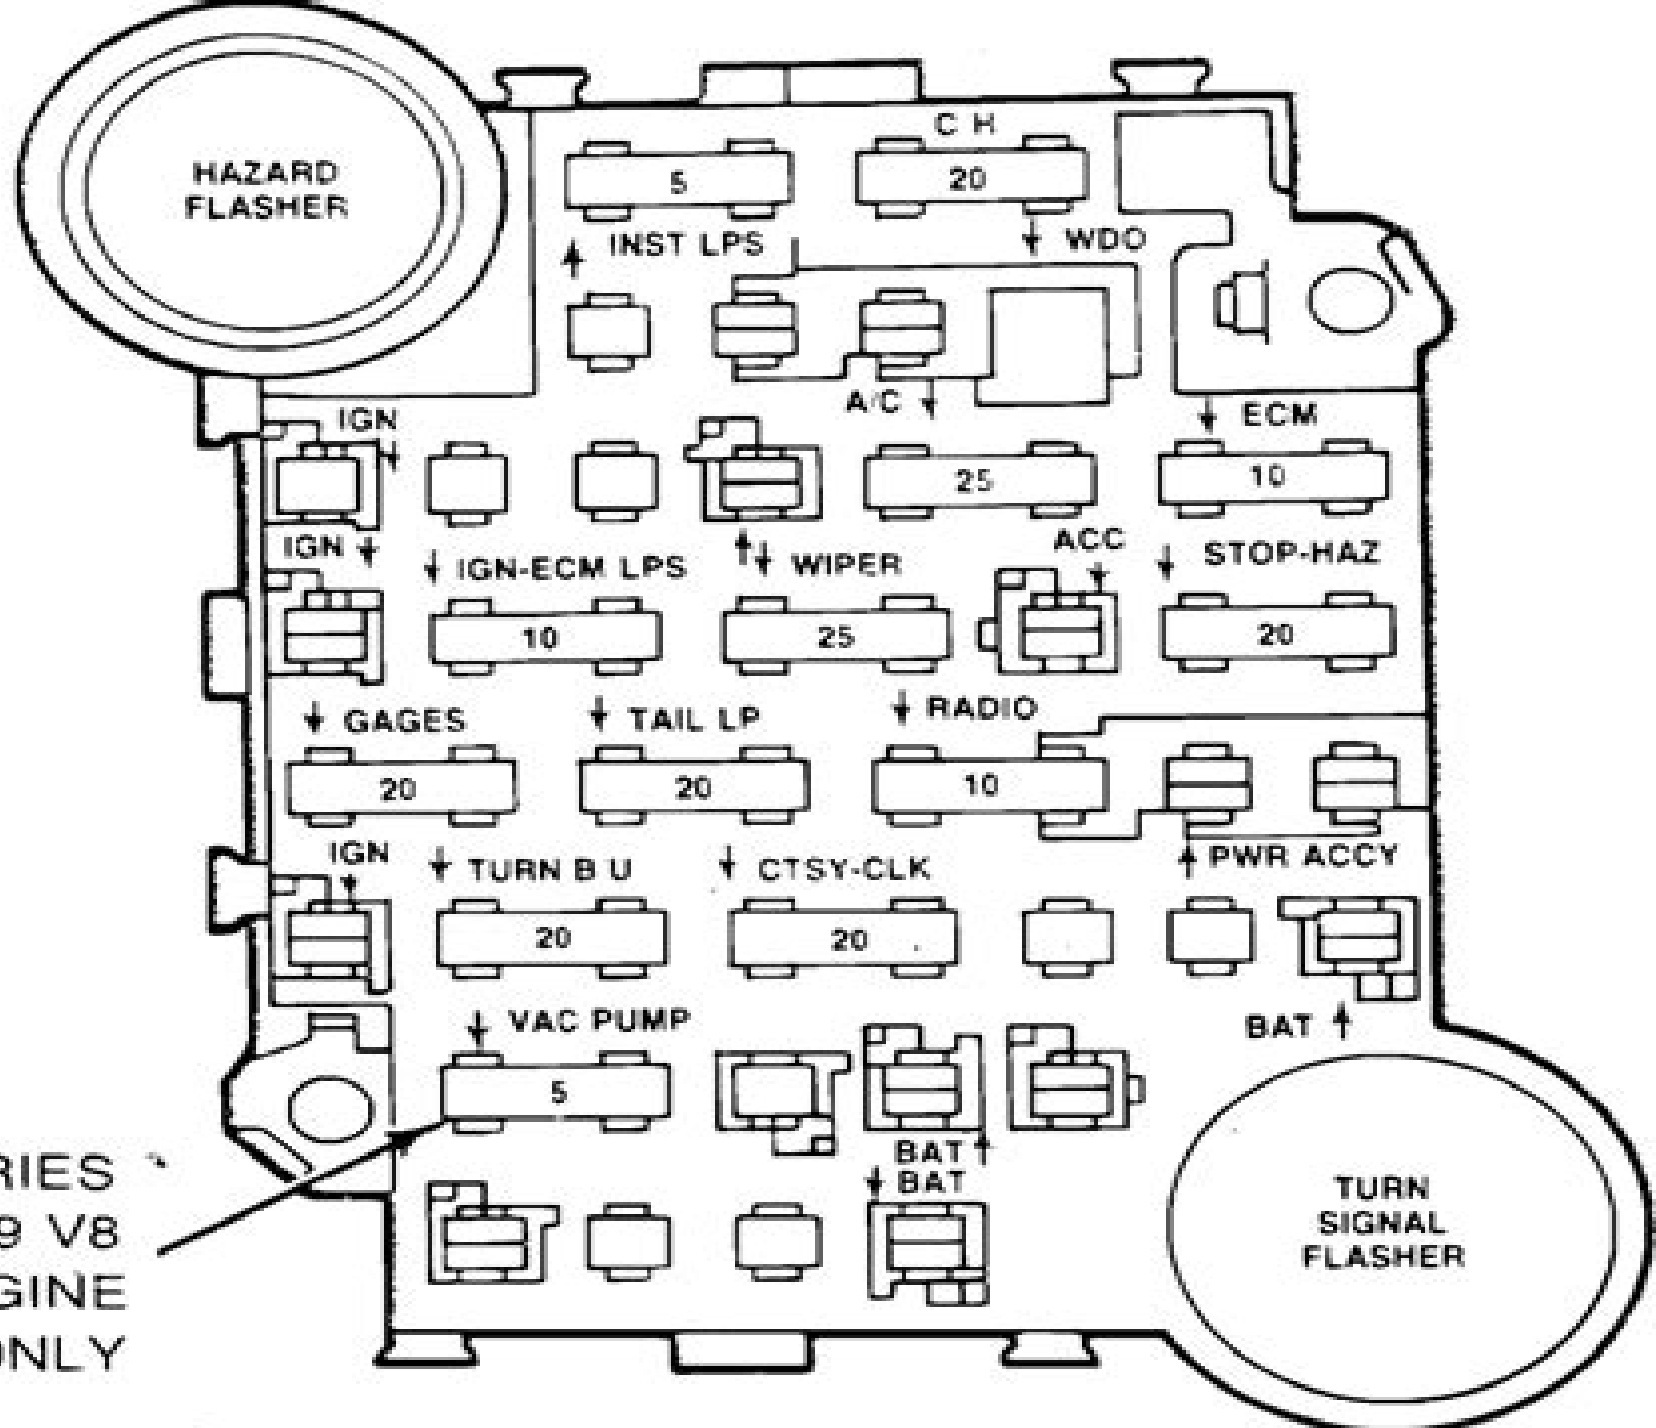 HAZARD
FLASHER
C H
5
20
INST LPS
WDO
A/C
IGN
ECM
25
10
IGN
IGN-ECM LPS
WIPER
ACC
STOP-HAZ
10
25
20
GAGES
TAIL LP
RADIO
20
20
10
IGN
TURN B U
CTSY-CLK
PWR ACCY
20
20
VAC PUMP
BAT
5
BAT
BAT
RIES
9 V8
GINE
ONLY
TURN
SIGNAL
FLASHER